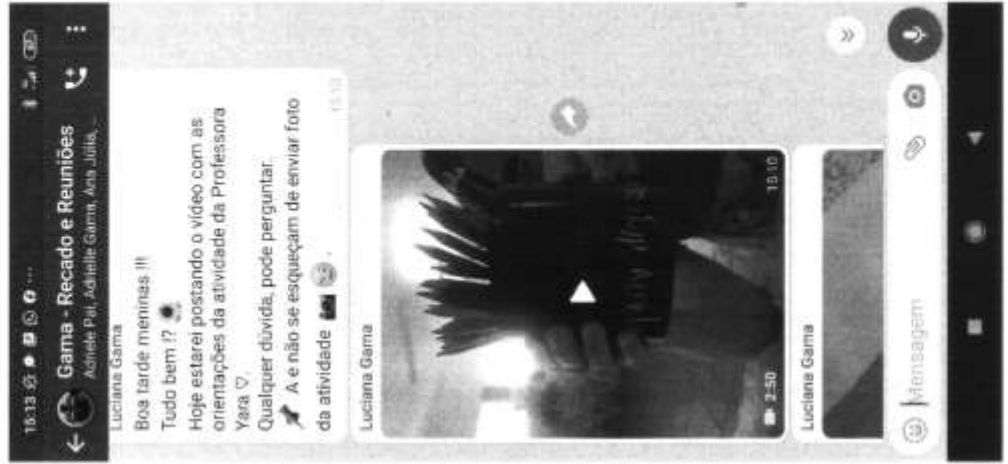 15:13
Gama - Recado e Reuniões
Adriele Pai, Adrielle Gama, Ana Júlia, ...
Luciana Gama
Boa tarde meninas !!!
Tudo bem !?
Hoje estarei postando o vídeo com as
orientações da atividade da Professora
Yara ♡
Qualquer dúvida, pode perguntar.
📌 A e não se esqueçam de enviar foto
da atividade 📷 😊.
15:10
Luciana Gama
2:50
15:10
Luciana Gama
Mensagem